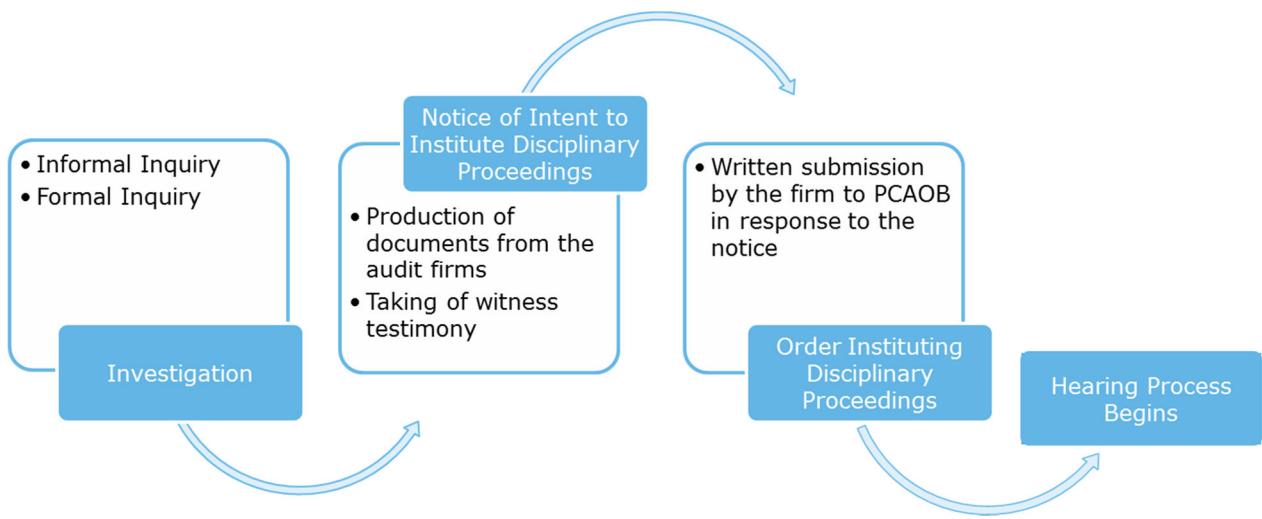 • Informal Inquiry
• Formal Inquiry
Investigation
Notice of Intent to
Institute Disciplinary
Proceedings
• Production of
documents from the
audit firms
• Taking of witness
testimony
• Written submission
by the firm to PCAOB
in response to the
notice
Order Instituting
Disciplinary
Proceedings
Hearing Process
Begins